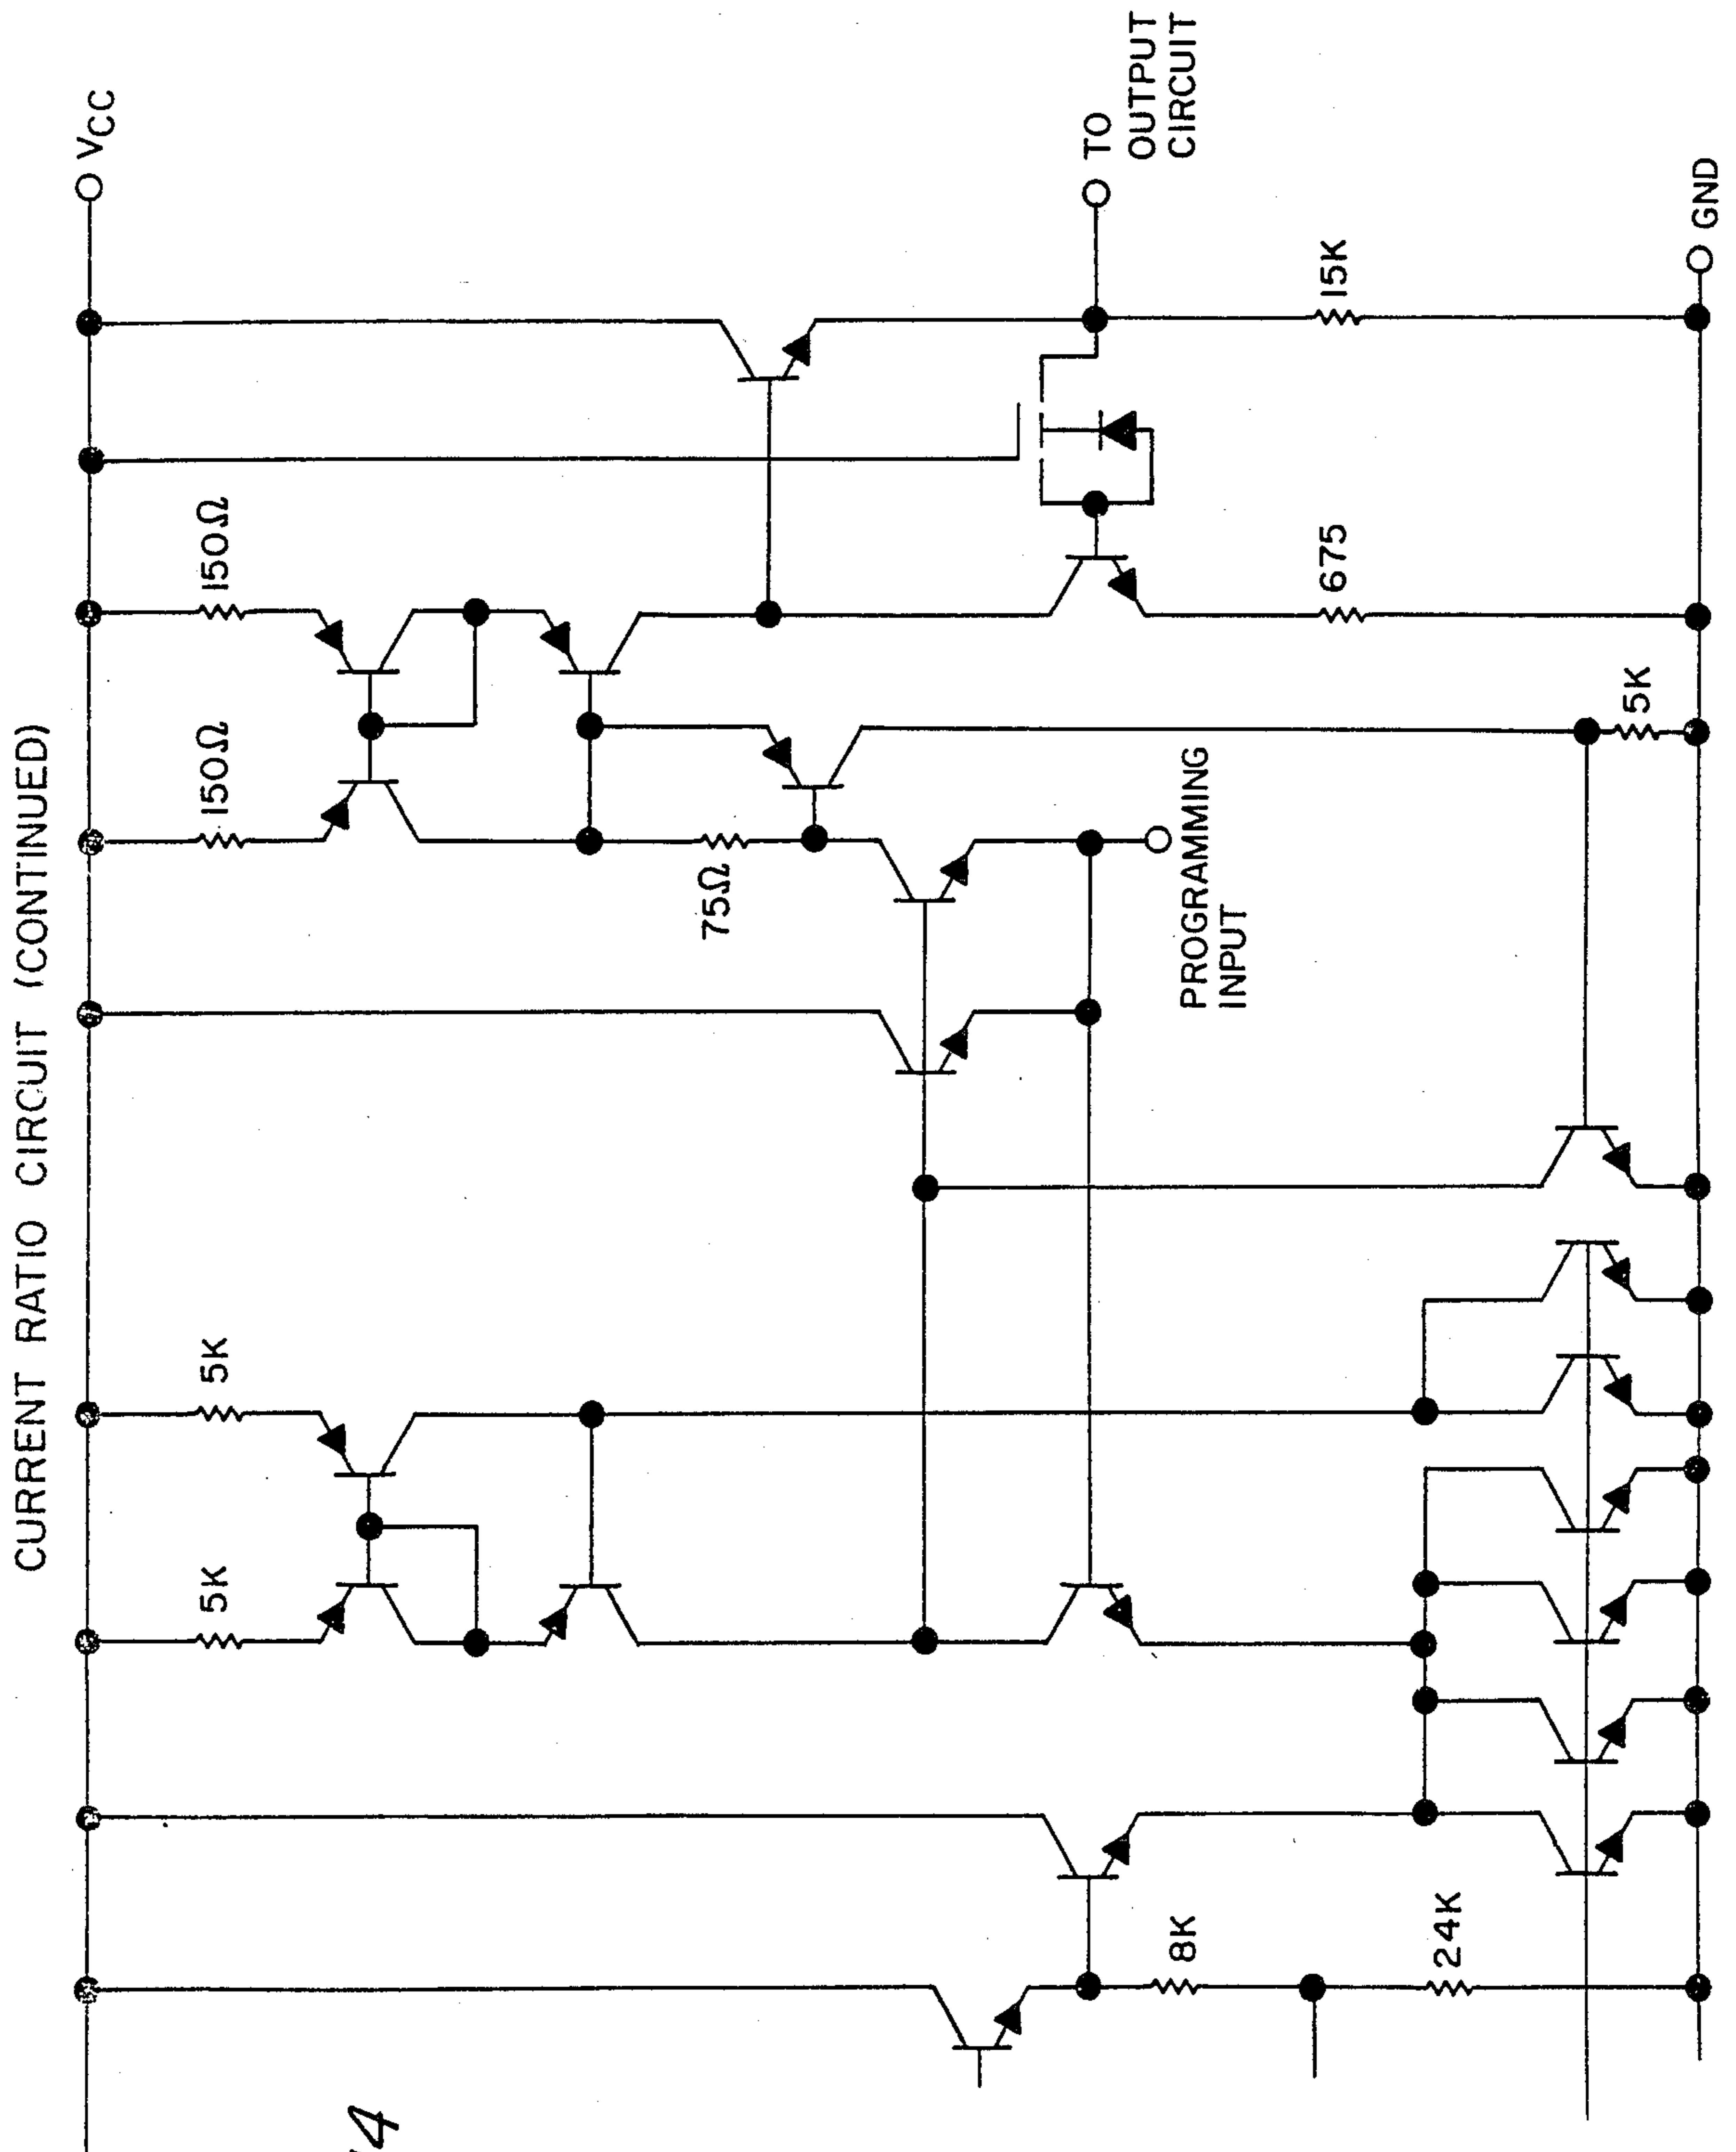 CURRENT RATIO CIRCUIT (CONTINUED)
VCC
5K
5K
150Ω
150Ω
75Ω
PROGRAMMING
INPUT
TO
OUTPUT
CIRCUIT
8K
24K
5K
675
15K
GND